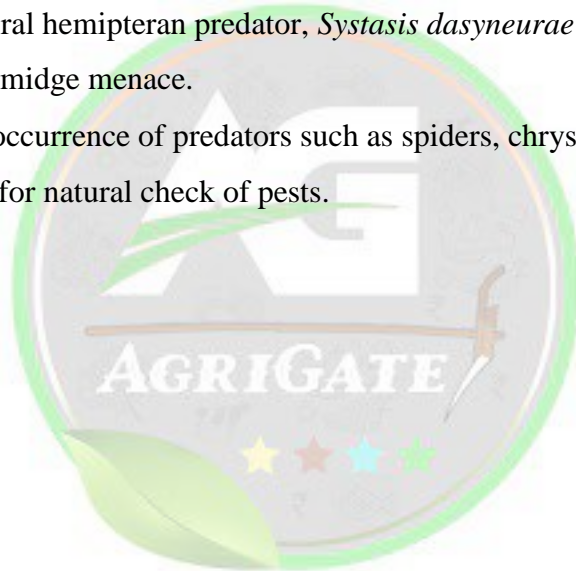 ral hemipteran predator, Systasis dasyneurae
midge menace.
occurrence of predators such as spiders, chrys
for natural check of pests.
AG
AGRIGATE